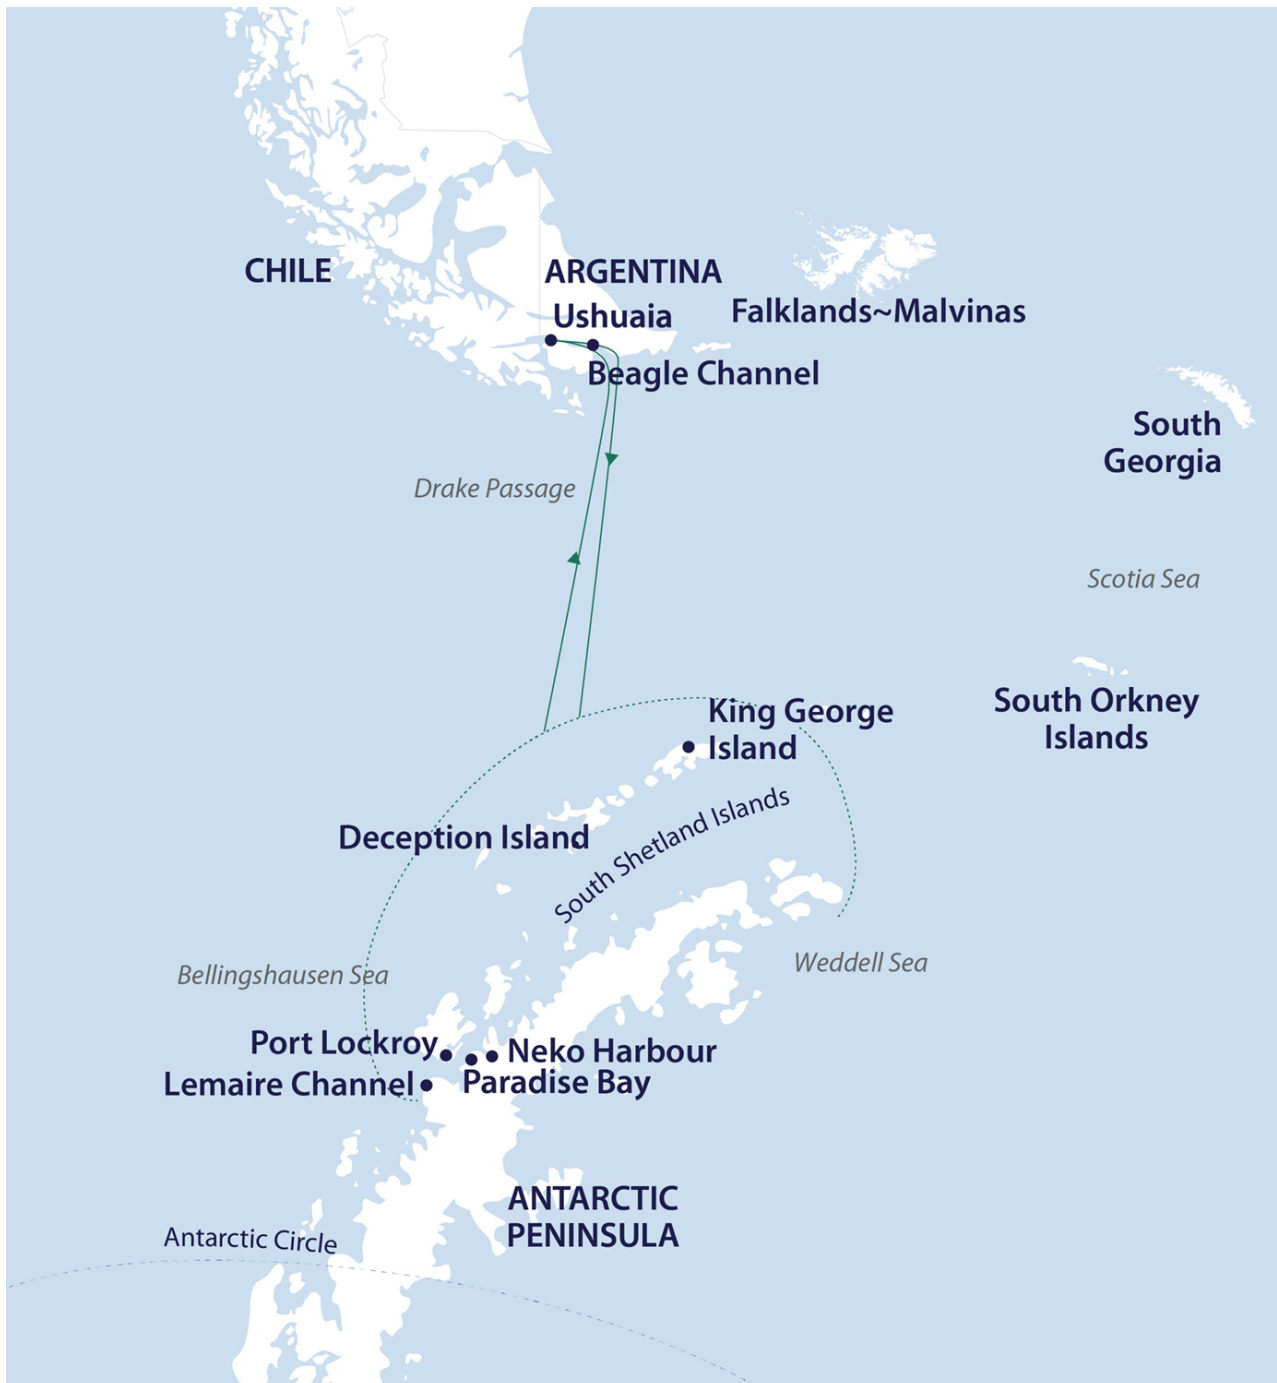 CHILE
ARGENTINA
Ushuaia
Falklands~Malvinas
Beagle Channel
South
Georgia
Drake Passage
Scotia Sea
South Orkney
Islands
King George
Island
Deception Island
South Shetland Islands
Bellingshausen Sea
Weddell Sea
Port Lockroy
Neko Harbour
Lemaire Channel
Paradise Bay
ANTARCTIC
PENINSULA
Antarctic Circle